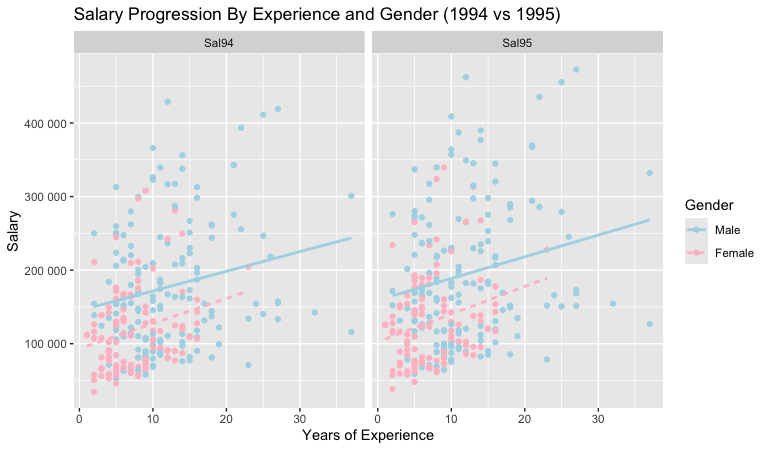 Salary Progression By Experience and Gender (1994 vs 1995)
Sal94
Sal95
400 000
300 000
200 000
100 000
Salary
0
10
20
30
0
10
20
30
Years of Experience
Gender
Male
Female